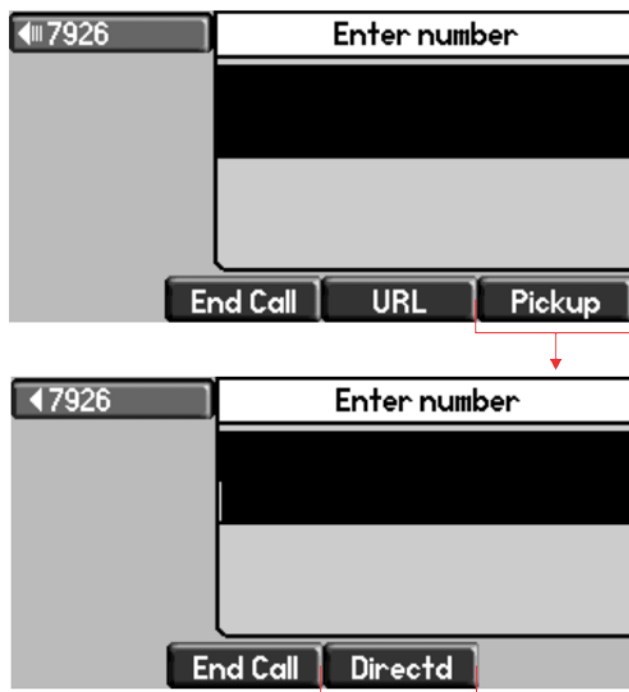 7926
Enter number
End Call URL Pickup
7926
Enter number
End Call Directd